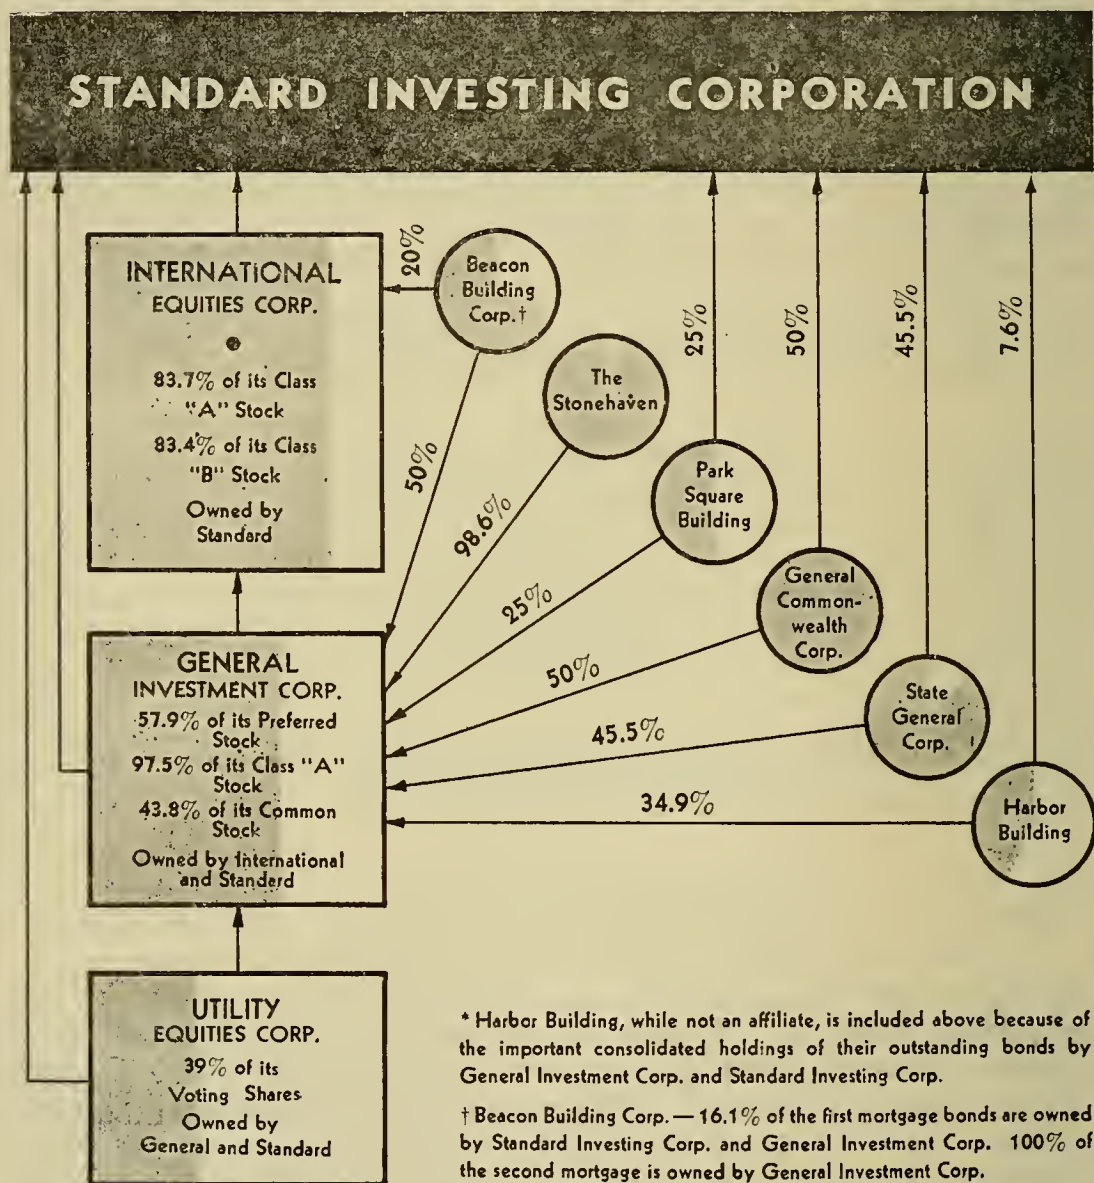 STANDARD INVESTING CORPORATION
INTERNATIONAL
EQUITIES CORP.
83.7% of its Class
"A" Stock
83.4% of its Class
"B" Stock
Owned by
Standard
20%
Beacon
Building
Corp.†
50%
The
Stonehaven
98.6%
25%
Park
Square
Building
25%
50%
General
Common-
wealth
Corp.
50%
45.5%
State
General
Corp.
45.5%
7.6%
Harbor
Building
34.9%
GENERAL
INVESTMENT CORP.
57.9% of its Preferred
Stock
97.5% of its Class "A"
Stock
43.8% of its Common
Stock
Owned by International
and Standard
UTILITY
EQUITIES CORP.
39% of its
Voting Shares
Owned by
General and Standard
* Harbor Building, while not an affiliate, is included above because of
the important consolidated holdings of their outstanding bonds by
General Investment Corp. and Standard Investing Corp.
† Beacon Building Corp. — 16.1% of the first mortgage bonds are owned
by Standard Investing Corp. and General Investment Corp. 100% of
the second mortgage is owned by General Investment Corp.